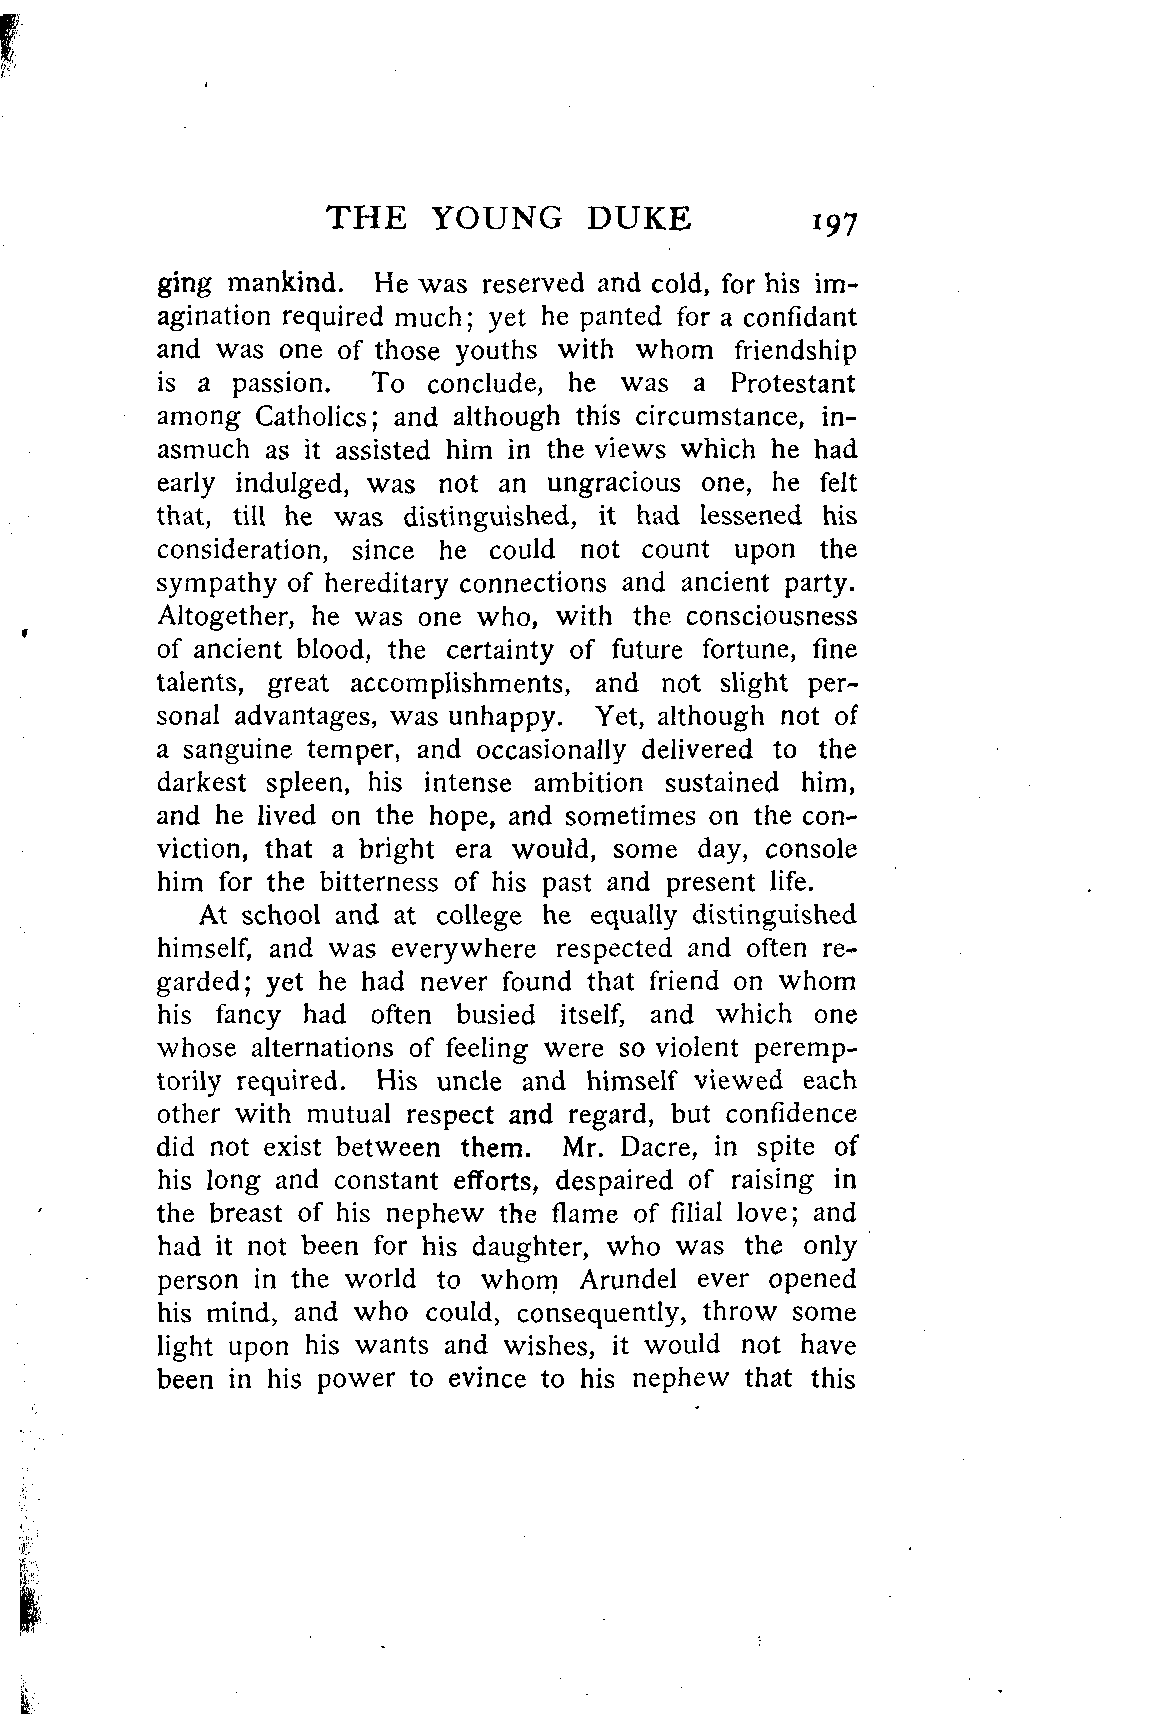 THE YOUNG DUKE 197
ging mankind. He was reserved and cold, for his im-
agination required much; yet he panted for a confidant
and was one of those youths with whom friendship
is a passion. To conclude, he was a Protestant
among Catholics; and although this circumstance, in-
asmuch as it assisted him in the views which he had
early indulged, was not an ungracious one, he felt
that, till he was distinguished, it had lessened his
consideration, since he could not count upon the
sympathy of hereditary connections and ancient party.
Altogether, he was one who, with the consciousness
of ancient blood, the certainty of future fortune, fine
talents, great accomplishments, and not slight per-
sonal advantages, was unhappy. Yet, although not of
a sanguine temper, and occasionally delivered to the
darkest spleen, his intense ambition sustained him,
and he lived on the hope, and sometimes on the con-
viction, that a bright era would, some day, console
him for the bitterness of his past and present life.
At school and at college he equally distinguished
himself, and was everywhere respected and often re-
garded; yet he had never found that friend on whom
his fancy had often busied itself, and which one
whose alternations of feeling were so violent peremp-
torily required. His uncle and himself viewed each
other with mutual respect and regard, but confidence
did not exist between them. Mr. Dacre, in spite of
his long and constant efforts, despaired of raising in
the breast of his nephew the flame of filial love; and
had it not been for his daughter, who was the only
person in the world to whom Arundel ever opened
his mind, and who could, consequently, throw some
light upon his wants and wishes, it would not have
been in his power to evince to his nephew that this